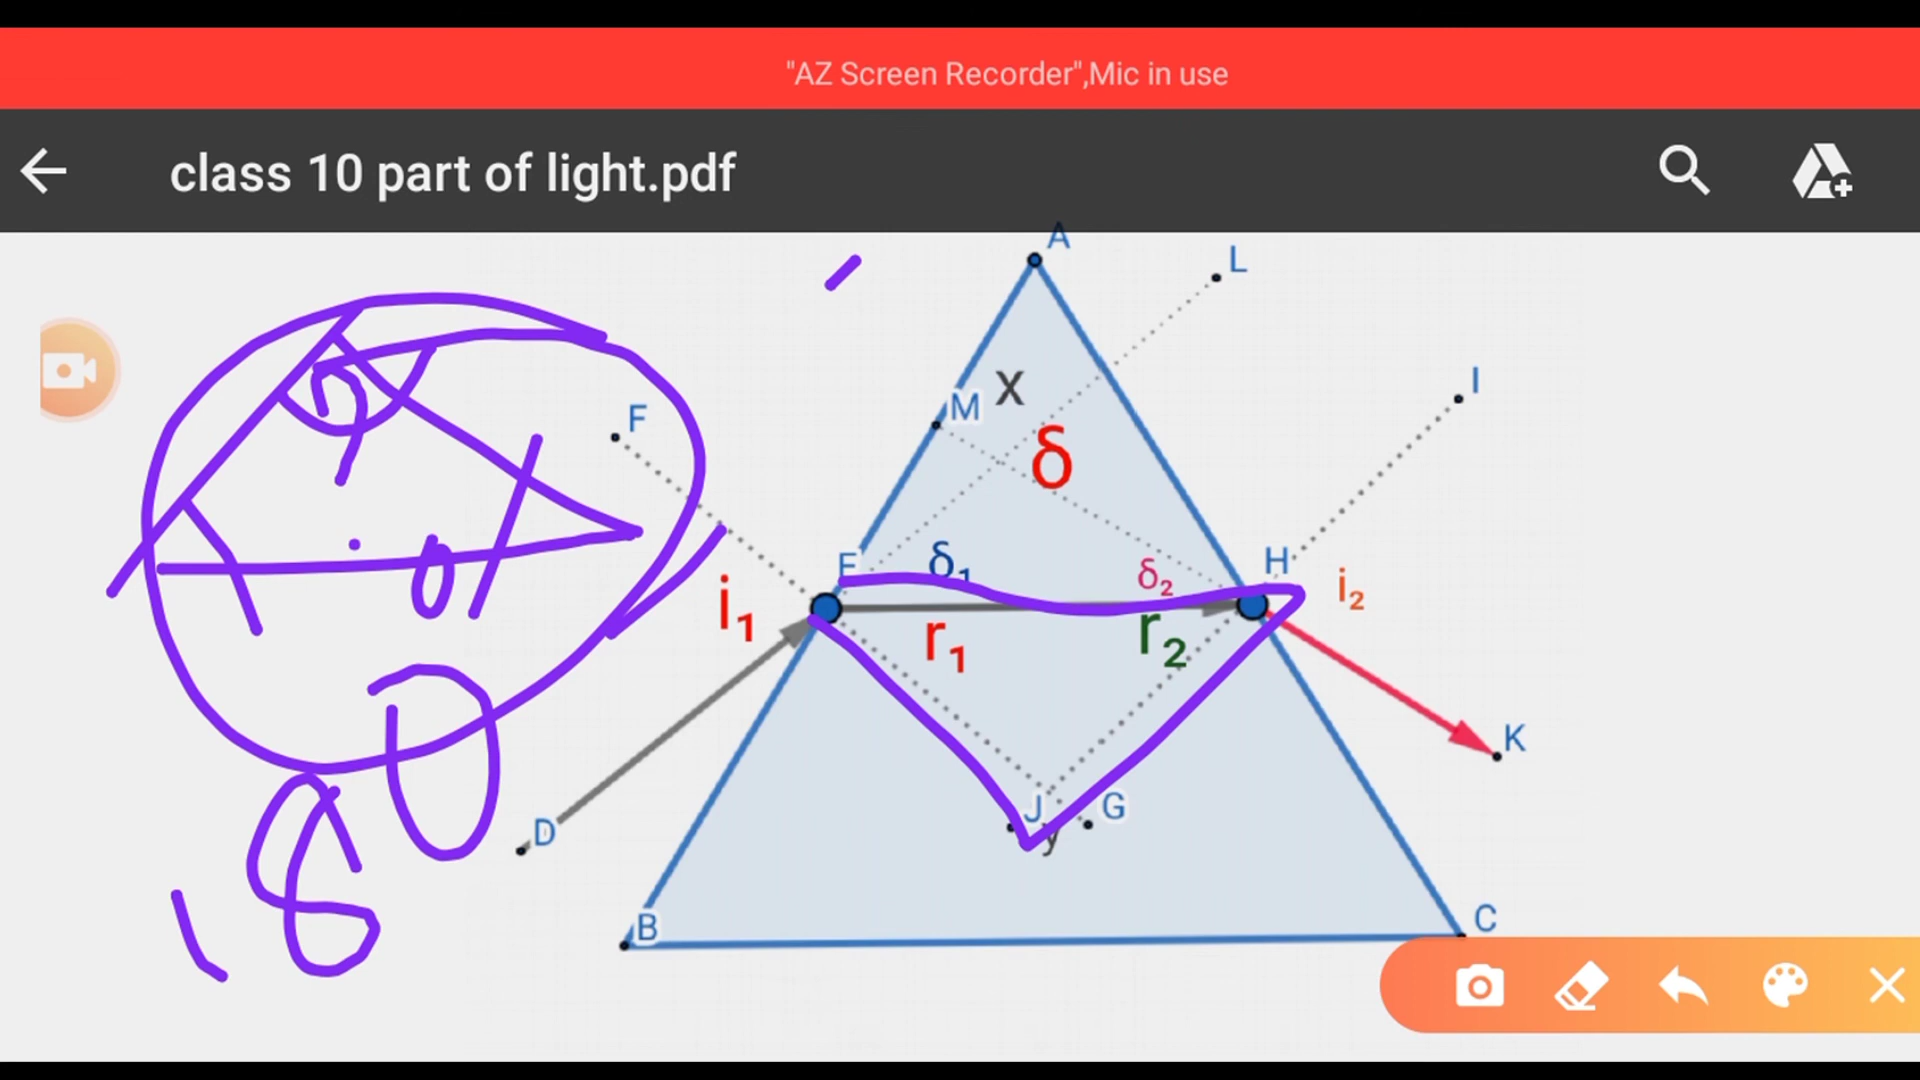 "AZ Screen Recorder",Mic in use
class 10 part of light.pdf
A
L
I
X
M
F
δ
E
δ₁
δ₂
H
i₁
i₂
r₁
r₂
K
J
G
y
D
B
C
180